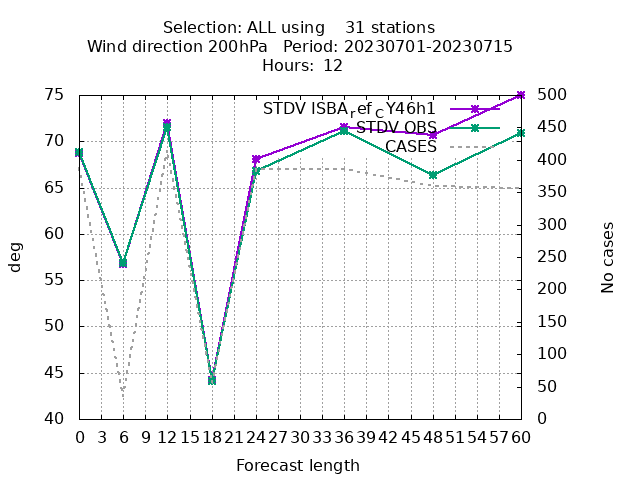 Selection: ALL using    31 stations
Wind direction 200hPa   Period: 20230701-20230715
Hours:  12
STDV ISBA_ref_CY46h1
STDV OBS
CASES
75
70
65
60
55
50
45
40
500
450
400
350
300
250
200
150
100
50
0
deg
No cases
0 3 6 9 12 15 18 21 24 27 30 33 36 39 42 45 48 51 54 57 60
Forecast length